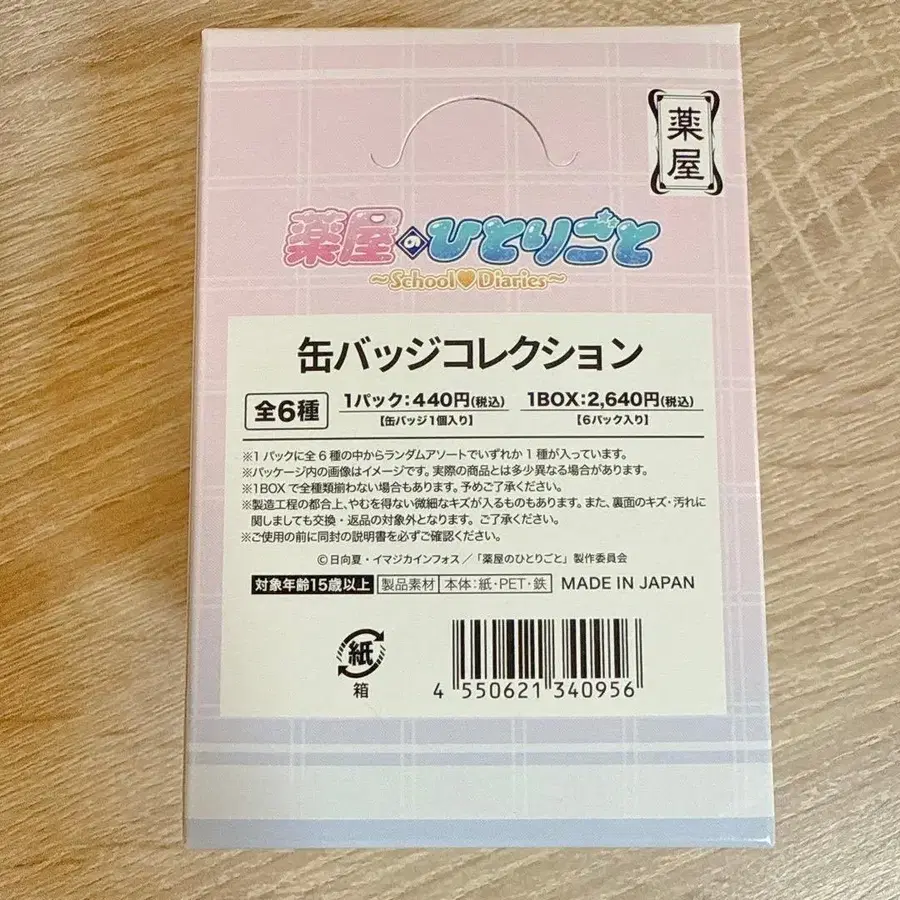 薬屋
薬屋のひとりごと
～School♥Diaries～
缶バッジコレクション
全6種 1パック：440円(税込) 1BOX：2,640円(税込)
【缶バッジ1個入り】 【6パック入り】
※1パックに全6種の中からランダムアソートでいずれか1種が入っています。
※パッケージ内の画像はイメージです。実際の商品とは多少異なる場合があります。
※1BOXで全種類揃わない場合もあります。予めご了承ください。
※製造工程の都合上、やむを得ない微細なキズが入るものもあります。また、裏面のキズ・汚れに
関しましても交換・返品の対象外となります。ご了承ください。
※ご使用の前に同封の説明書を必ずご確認ください。
©日向夏・イマジカインフォス／「薬屋のひとりごと」製作委員会
対象年齢15歳以上 製品素材 本体：紙・PET・鉄 MADE IN JAPAN
紙
箱
4 550621 340956